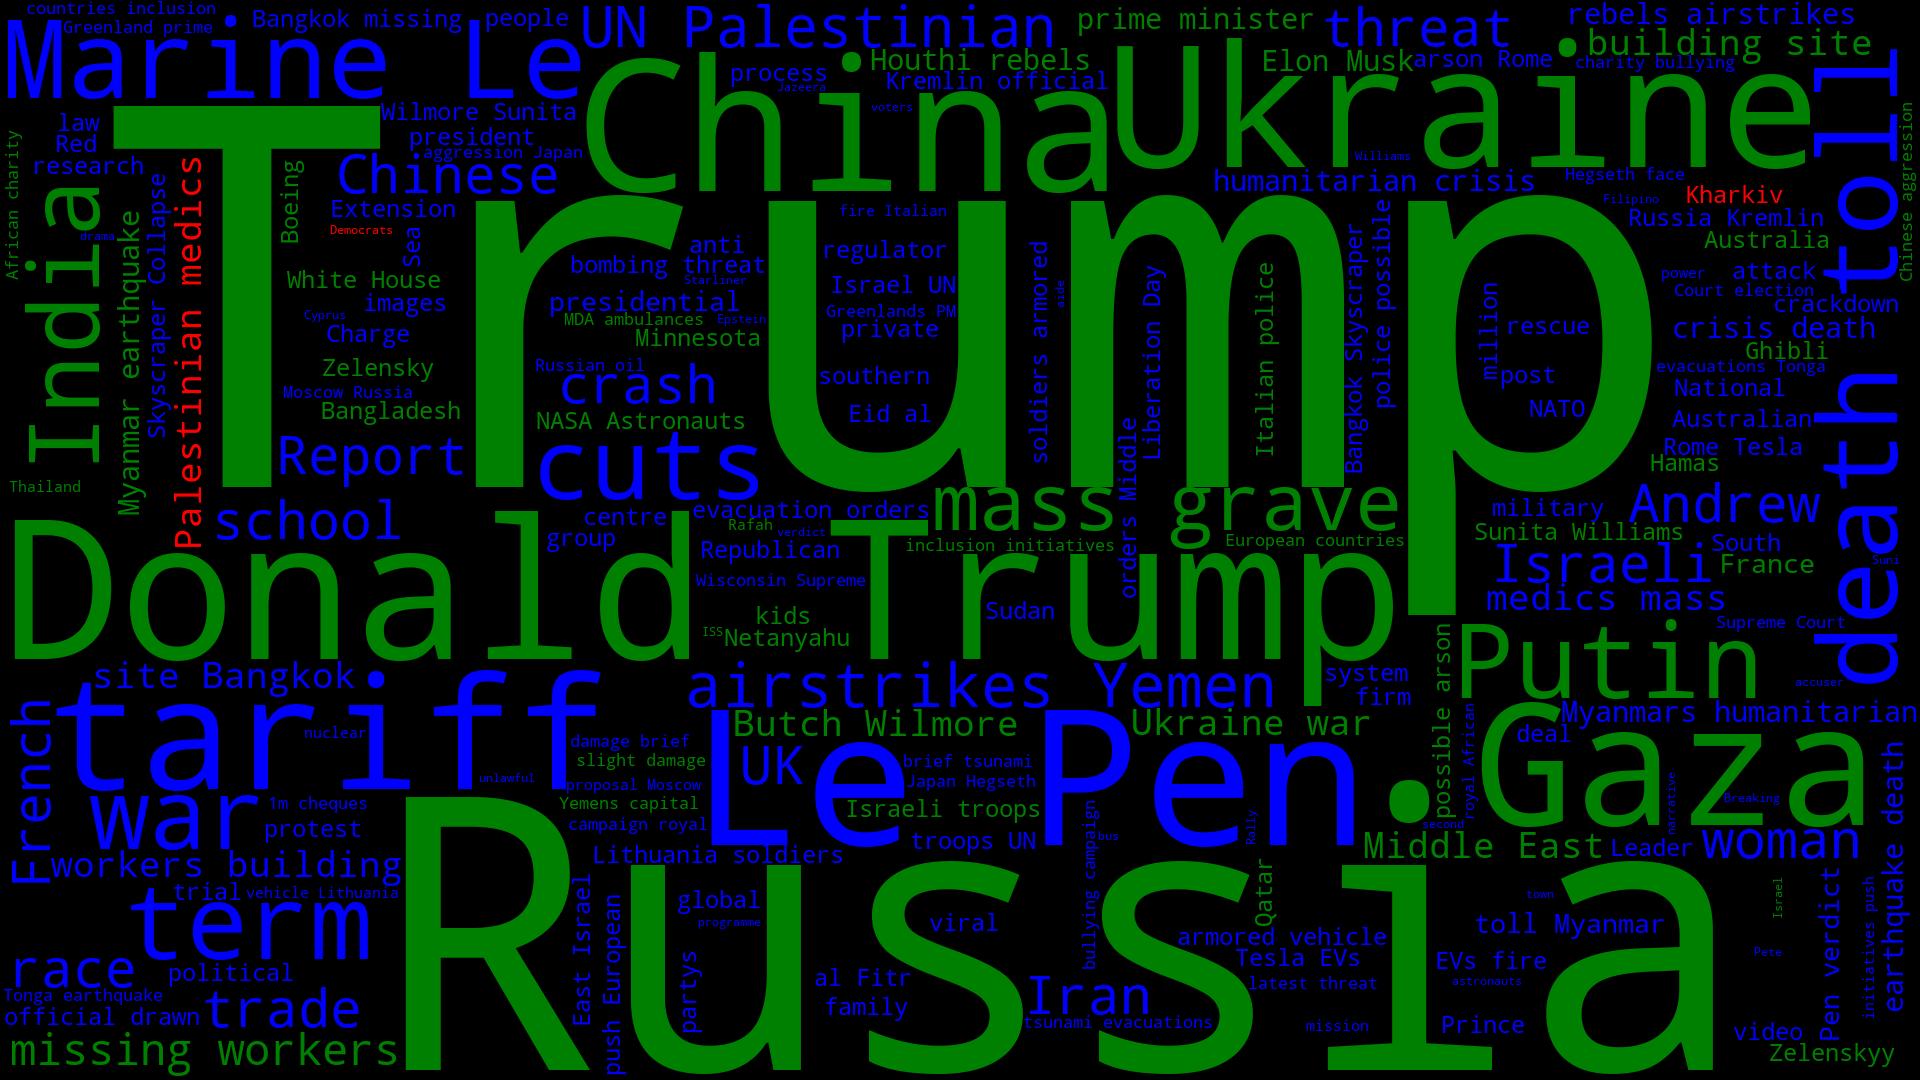 countries inclusion
Greenland prime
Bangkok missing
people
UN Palestinian
prime minister
threat
rebels airstrikes
Marine Le
China
Houthi rebels
Ukraine
Elon Musk
arson Rome
building site
charity bullying
process
Jazeera
Kremlin official
voters
law
Red
research
Trump
Wilmore Sunita
president
aggression Japan
Chinese
Williams
humanitarian crisis
Hegseth face
Kharkiv
Filipino
death toll
Chinese aggression
African charity
India
drama
Myanmar earthquake
Skyscraper Collapse
Palestinian medics
Boeing
Extension
Democrats
Sea
fire Italian
Russia Kremlin
Australia
White House
images
Cyprus
Charge
Zelensky
Moscow Russia
Bangladesh
anti
bombing threat
Starliner
presidential
MDA ambulances
Epstein
Minnesota
Russian oil
crash
NASA Astronauts
regulator
Israel UN
Greenlands PM
private
southern
Eid al
soldiers armored
aide
Liberation Day
Italian police
Bangkok Skyscraper
police possible
million
rescue
post
NATO
power
attack
Court election
crackdown
crisis death
Ghibli
evacuations Tonga
National
Australian
Rome Tesla
Hamas
Thailand
Report
cuts
school
centre
group
evacuation orders
Rafah
verdict
Republican
mass grave
inclusion initiatives
European countries
orders Middle
military
Andrew
Sunita Williams
South
Israeli
France
Suni
medics mass
Supreme Court
Donald Trump
Wisconsin Supreme
kids
ISS
Netanyahu
Sudan
Putin
accuser
site Bangkok
tariff
nuclear
unlawful
airstrikes Yemen
system
firm
possible arson
Myanmars humanitarian
royal African
deal
Gaza
French
damage brief
slight damage
proposal Moscow
Yemens capital
campaign royal
Butch Wilmore
UK
Le Pen
Ukraine war
brief tsunami
Japan Hegseth
Israeli troops
troops UN
bullying campaign
bus
Rally
second
narrative
Breaking
war
1m cheques
protest
workers building
Lithuania soldiers
Middle East
Leader
woman
earthquake death
trial
vehicle Lithuania
term
Russia
East Israel
push European
global
programme
partys
viral
Qatar
town
Israel
Pen verdict
initiatives push
race
political
al Fitr
family
armored vehicle
Tesla EVs
latest threat
toll Myanmar
EVs fire
astronauts
Pete
Tonga earthquake
official drawn
trade
Iran
tsunami evacuations
mission
Prince
video
missing workers
Zelenskyy